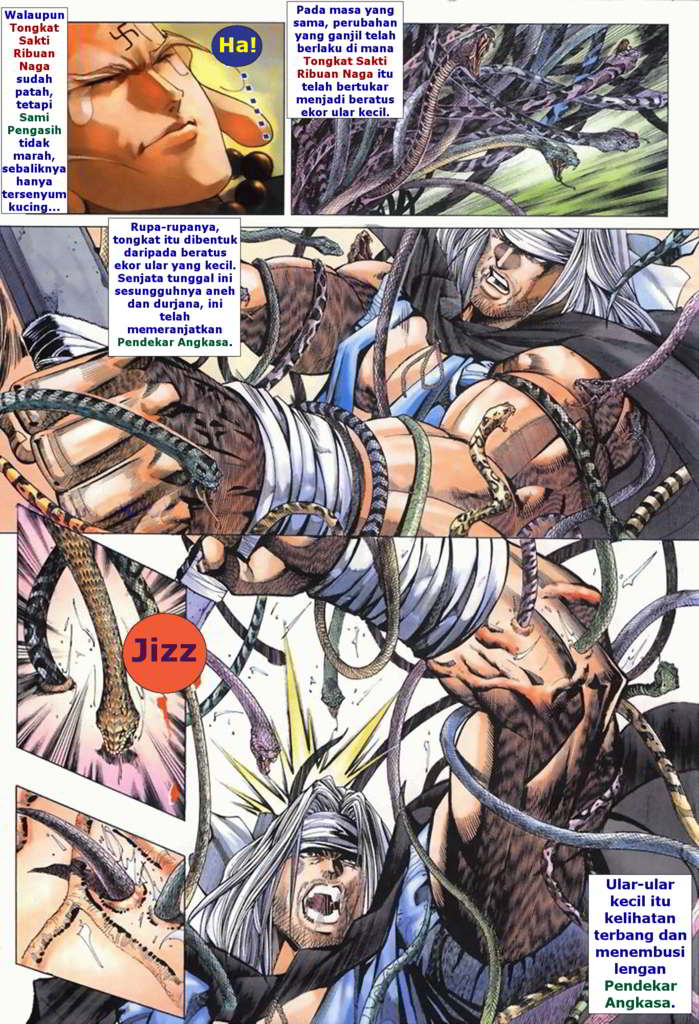 Walaupun
Tongkat
Sakti
Ribuan
Naga
sudah
patah,
tetapi
Sami
Pengasih
tidak
marah,
sebaliknya
hanya
tersenyum
kucing...
Ha!
Pada masa yang
sama, perubahan
yang ganjil telah
berlaku di mana
Tongkat Sakti
Ribuan Naga itu
telah bertukar
menjadi beratus
ekor ular kecil.
Rupa-rupanya,
tongkat itu dibentuk
daripada beratus
ekor ular yang kecil.
Senjata tunggal ini
sesungguhnya aneh
dan durjana, ini
telah
memeranjatkan
Pendekar Angkasa.
Jizz
Ular-ular
kecil itu
kelihatan
terbang dan
menembusi
lengan
Pendekar
Angkasa.